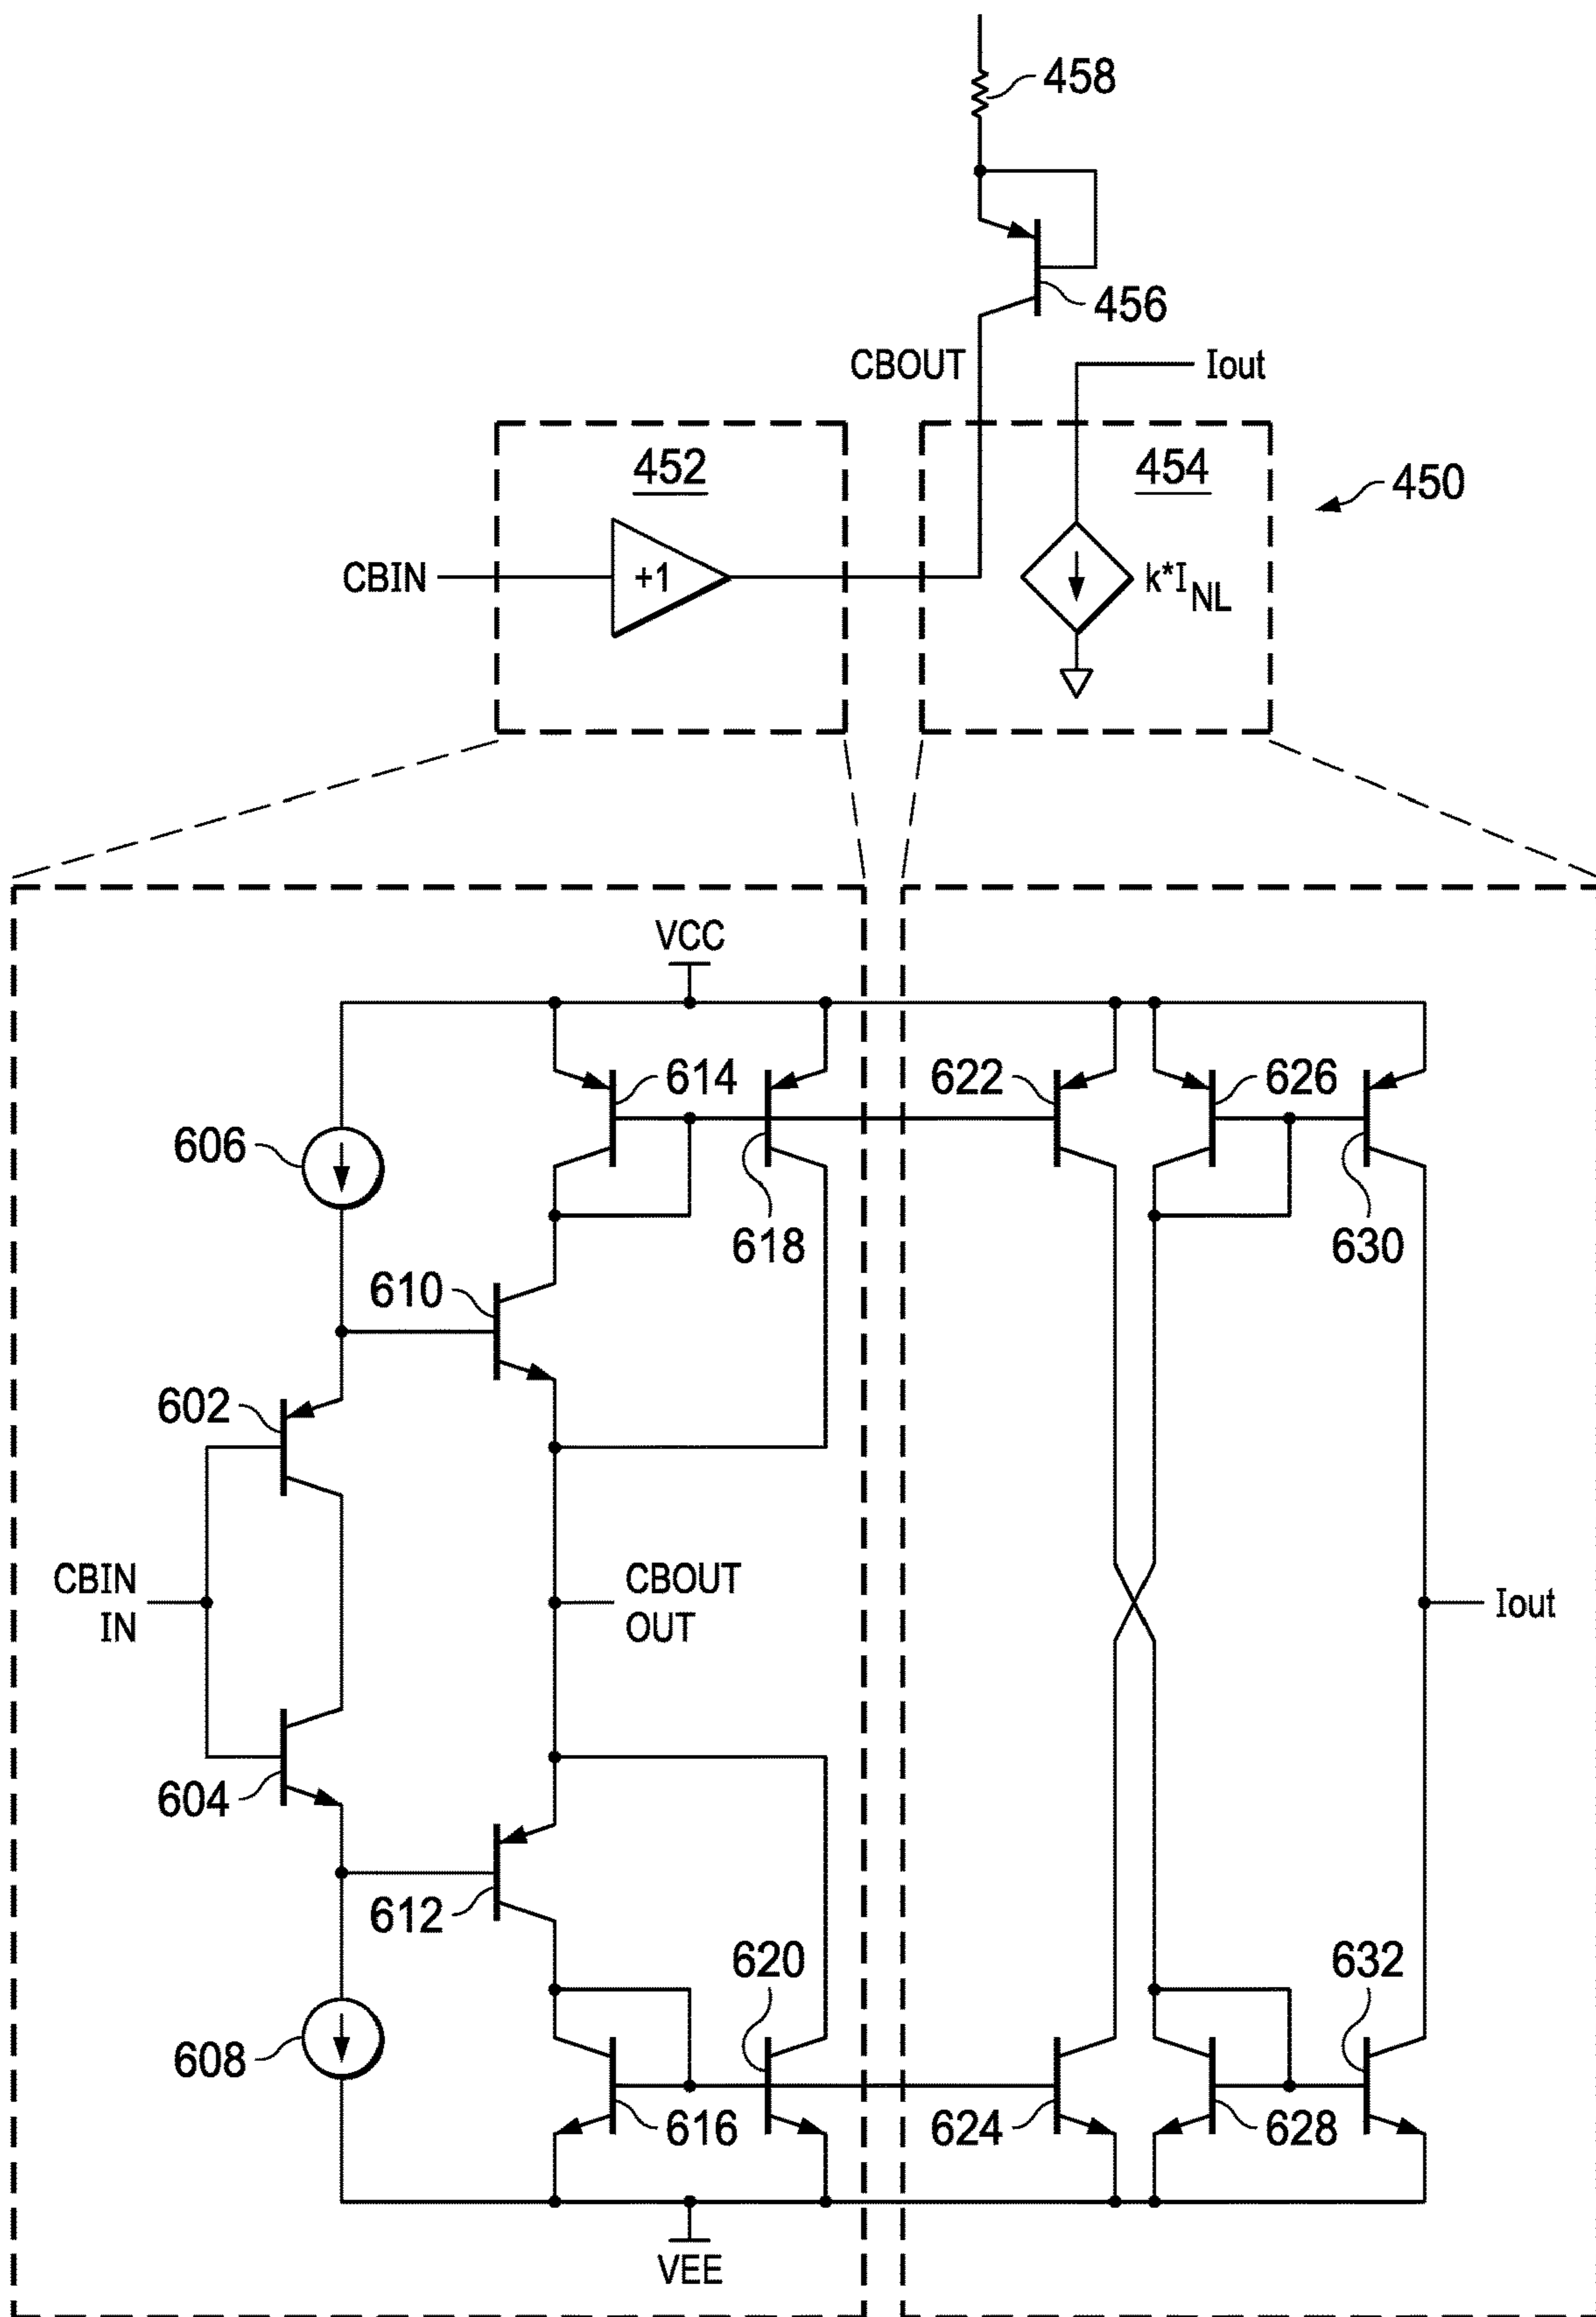 458
456
CBOUT
Iout
452
454
450
CBIN
+1
k*I_NL
VCC
614
622
626
606
618
630
610
602
CBIN
IN
CBOUT
OUT
Iout
604
612
620
632
608
616
624
628
VEE